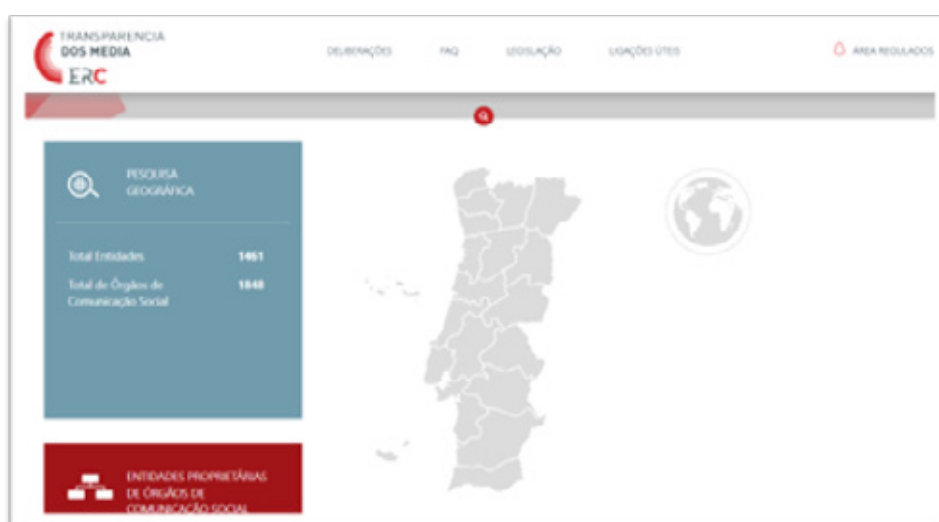 TRANSPARENCIA
DOS MEDIA
ERC
DELIBERAÇÕES FAQ LEGISLAÇÃO LIGAÇÕES ÚTEIS ÁREA REGULADOS
PESQUISA
GEOGRÁFICA
Total Entidades 1461
Total de Órgãos de 1848
Comunicação Social
ENTIDADES PROPRIETÁRIAS
DE ÓRGÃOS DE
COMUNICAÇÃO SOCIAL